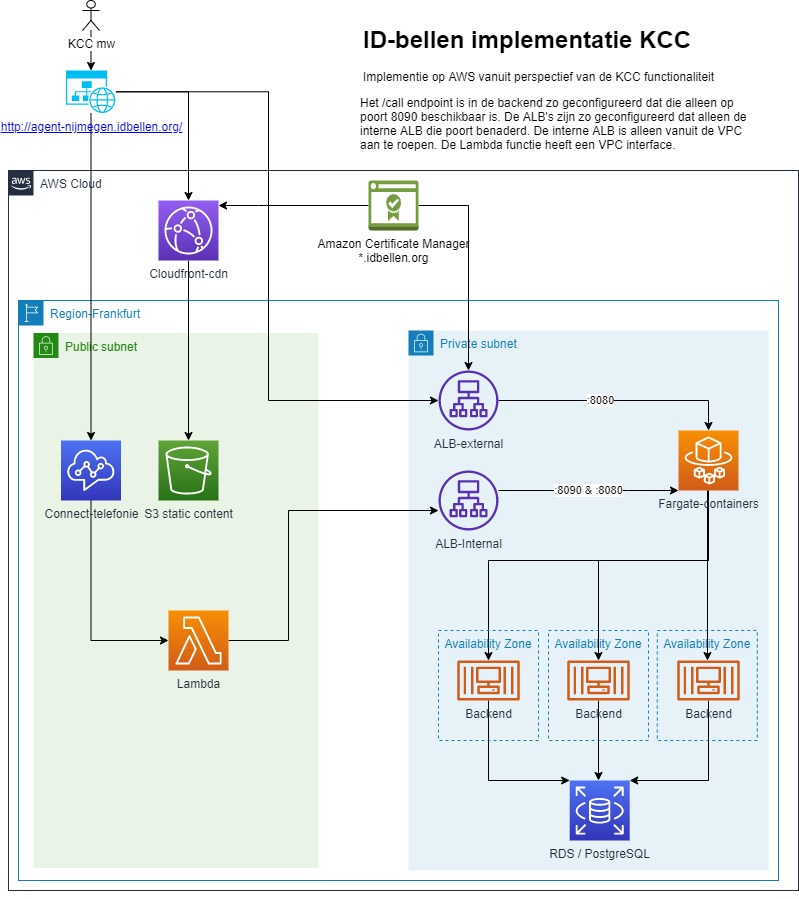 KCC mw
ID-bellen implementatie KCC
Implementie op AWS vanuit perspectief van de KCC functionaliteit
http://agent-nijmegen.idbellen.org/
Het /call endpoint is in de backend zo geconfigureerd dat die alleen op
poort 8090 beschikbaar is. De ALB's zijn zo geconfigureerd dat alleen de
interne ALB die poort benaderd. De interne ALB is alleen vanuit de VPC
aan te roepen. De Lambda functie heeft een VPC interface.
aws
AWS Cloud
Amazon Certificate Manager
*.idbellen.org
Cloudfront-cdn
Region-Frankfurt
Public subnet
Private subnet
:8080
ALB-external
:8090 & :8080
Fargate-containers
Connect-telefonie
S3 static content
ALB-Internal
Lambda
Availability Zone
Availability Zone
Availability Zone
Backend
Backend
Backend
RDS / PostgreSQL